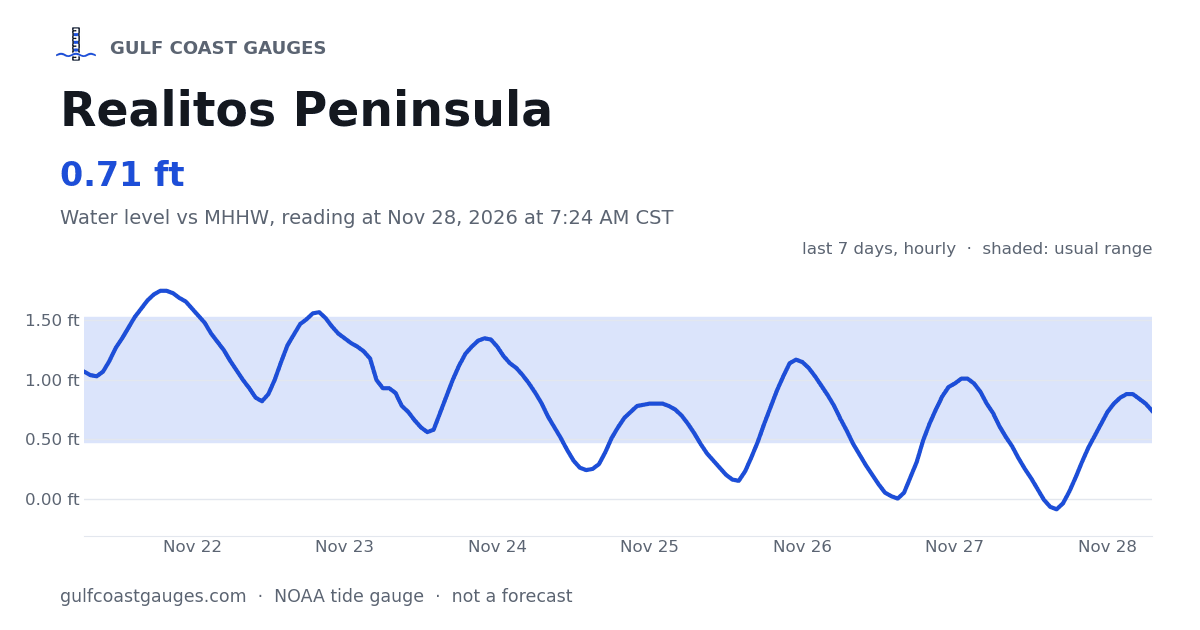 GULF COAST GAUGES
Realitos Peninsula
0.71 ft
Water level vs MHHW, reading at Nov 28, 2026 at 7:24 AM CST
last 7 days, hourly · shaded: usual range
1.50 ft
1.00 ft
0.50 ft
0.00 ft
Nov 22 Nov 23 Nov 24 Nov 25 Nov 26 Nov 27 Nov 28
gulfcoastgauges.com · NOAA tide gauge · not a forecast